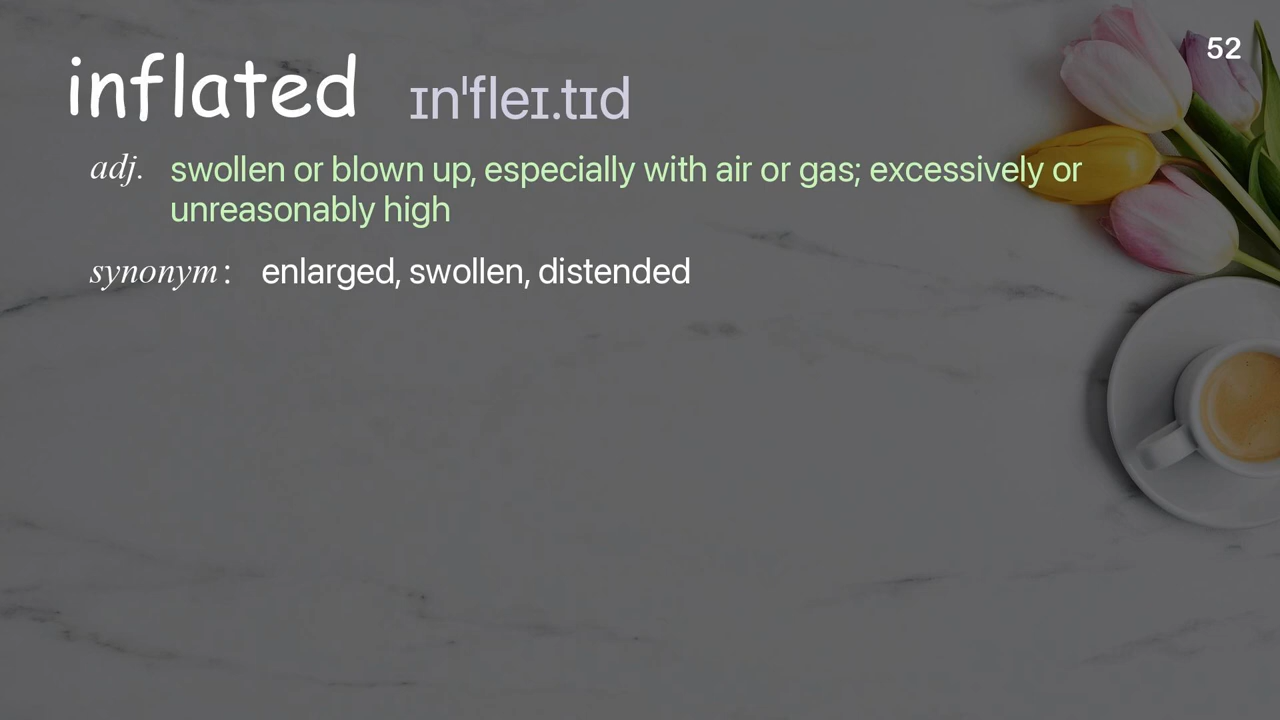 52
inflated ɪnˈfleɪ.tɪd
adj. swollen or blown up, especially with air or gas; excessively or
unreasonably high
synonym: enlarged, swollen, distended